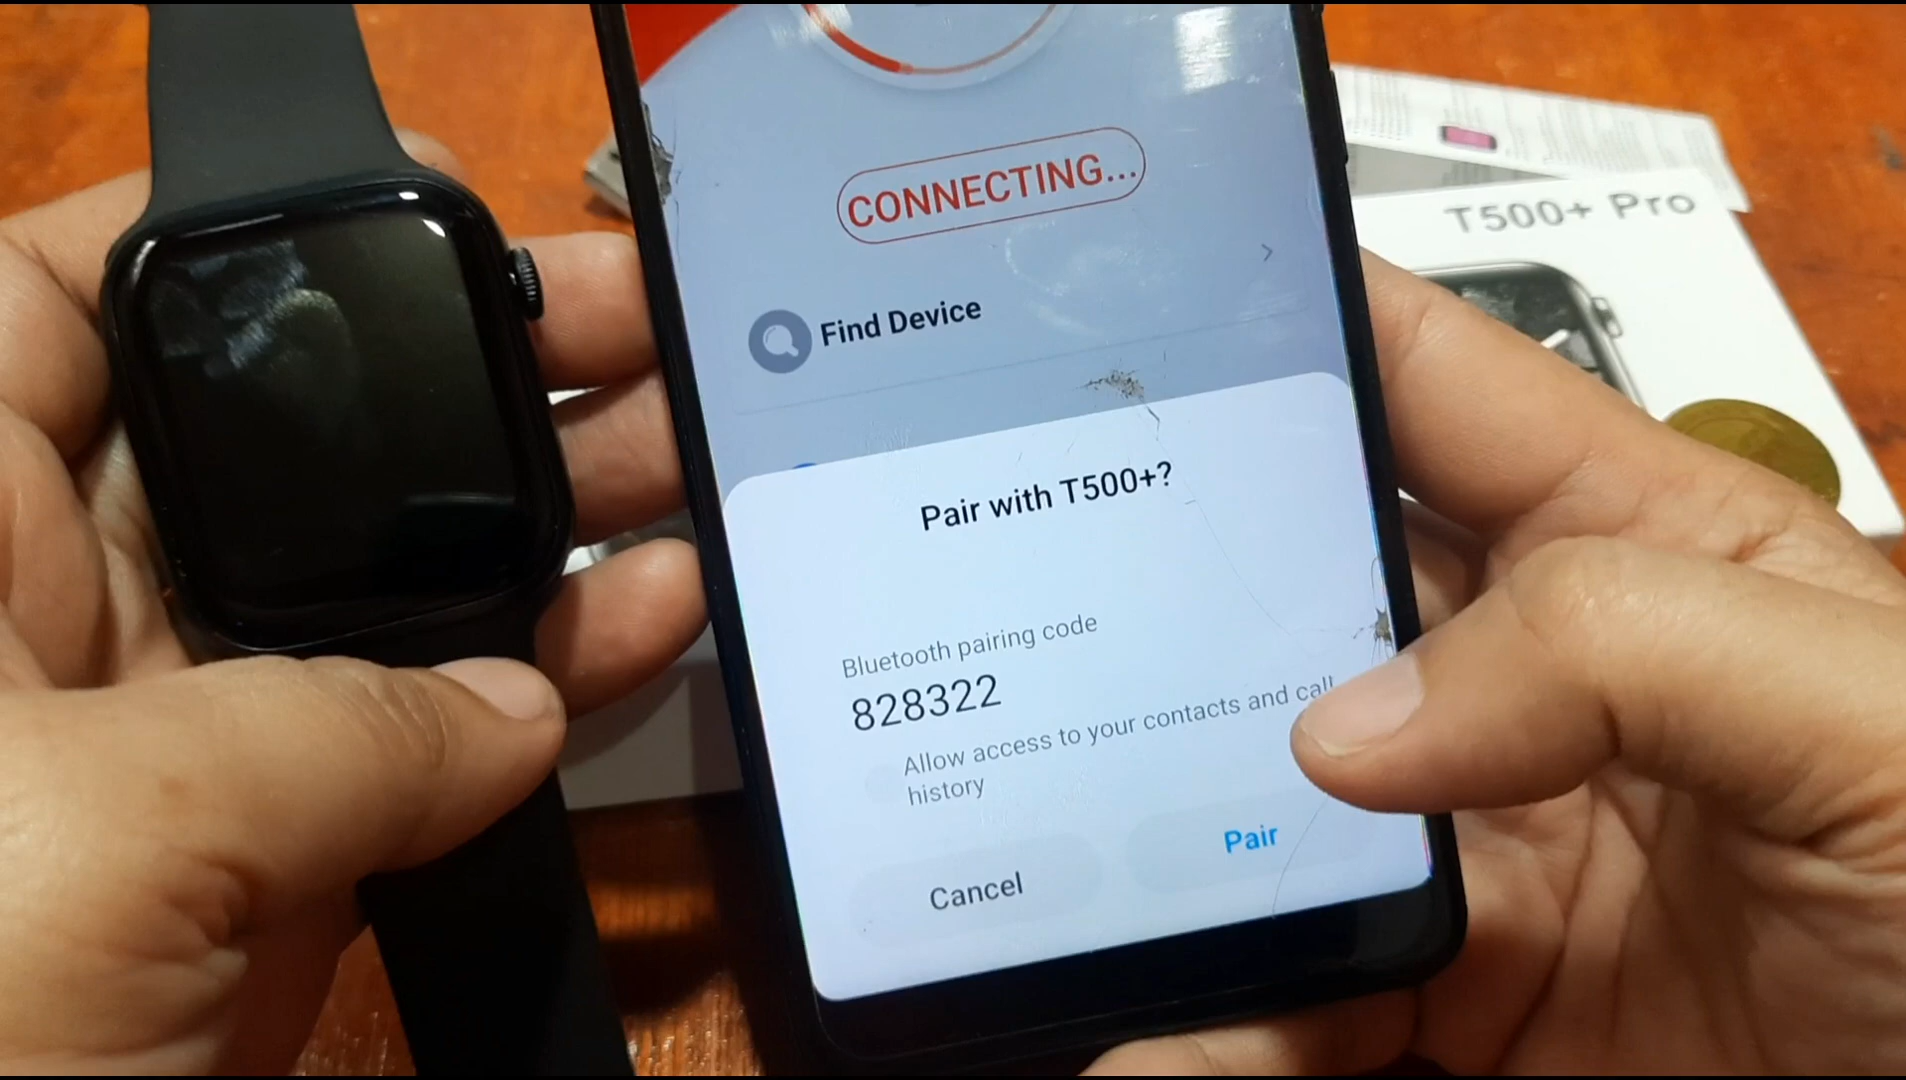 CONNECTING...
T500+ Pro
Find Device
Pair with T500+?
Bluetooth pairing code
828322
Allow access to your contacts and call
history
Pair
Cancel